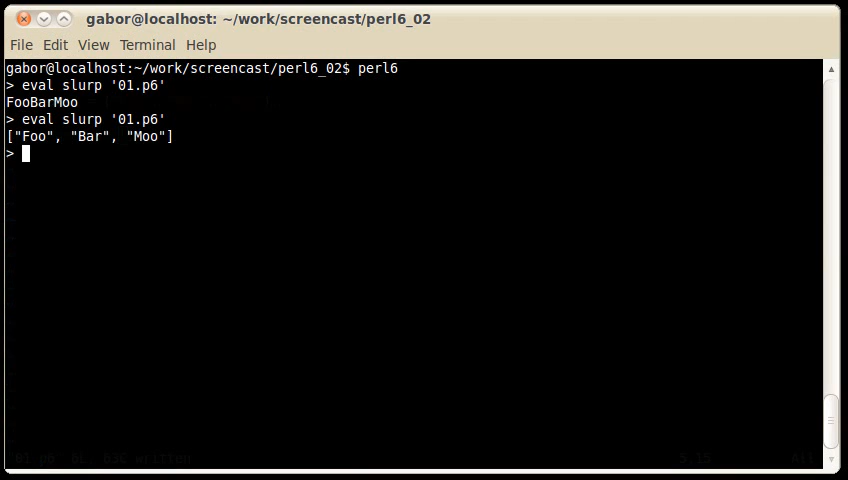 gabor@localhost: ~/work/screencast/perl6_02
File Edit View Terminal Help
gabor@localhost:~/work/screencast/perl6_02$ perl6
> eval slurp '01.p6'
FooBarMoo
> eval slurp '01.p6'
["Foo", "Bar", "Moo"]
>
written